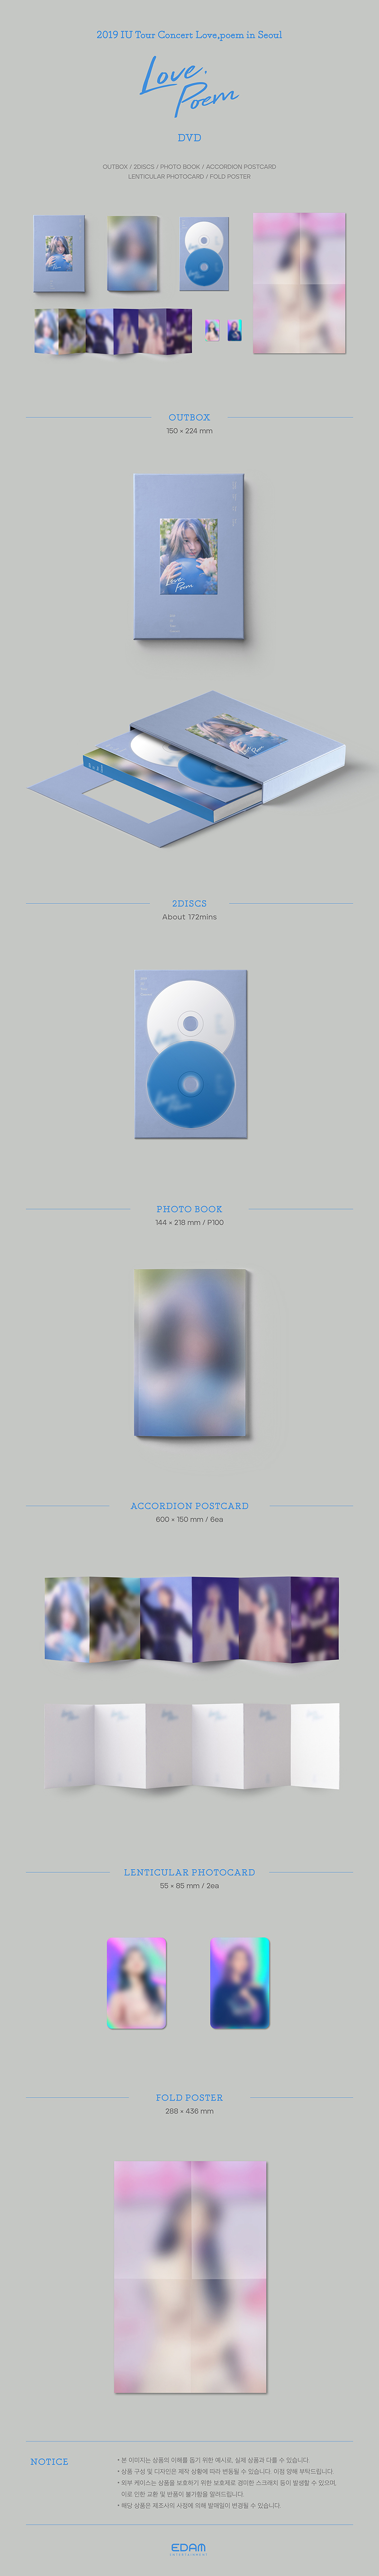 2019 IU Tour Concert Love,poem in Seoul
Love,
Poem
DVD
OUTBOX / 2DISCS / PHOTO BOOK / ACCORDION POSTCARD
LENTICULAR PHOTOCARD / FOLD POSTER
OUTBOX
150 × 224 mm
Love,
Poem
2DISCS
About 172mins
Love,
Poem
PHOTO BOOK
144 × 218 mm / P100
ACCORDION POSTCARD
600 × 150 mm / 6ea
LENTICULAR PHOTOCARD
55 × 85 mm / 2ea
FOLD POSTER
288 × 436 mm
NOTICE
• 본 이미지는 상품의 이해를 돕기 위한 예시로, 실제 상품과 다를 수 있습니다.
• 상품 구성 및 디자인은 제작 상황에 따라 변동될 수 있습니다. 이점 양해 부탁드립니다.
• 외부 케이스는 상품을 보호하기 위한 보호제로 경미한 스크래치 등이 발생할 수 있으며,
이로 인한 교환 및 반품이 불가함을 알려드립니다.
• 해당 상품은 제조사의 사정에 의해 발매일이 변경될 수 있습니다.
EDAM
entertainment